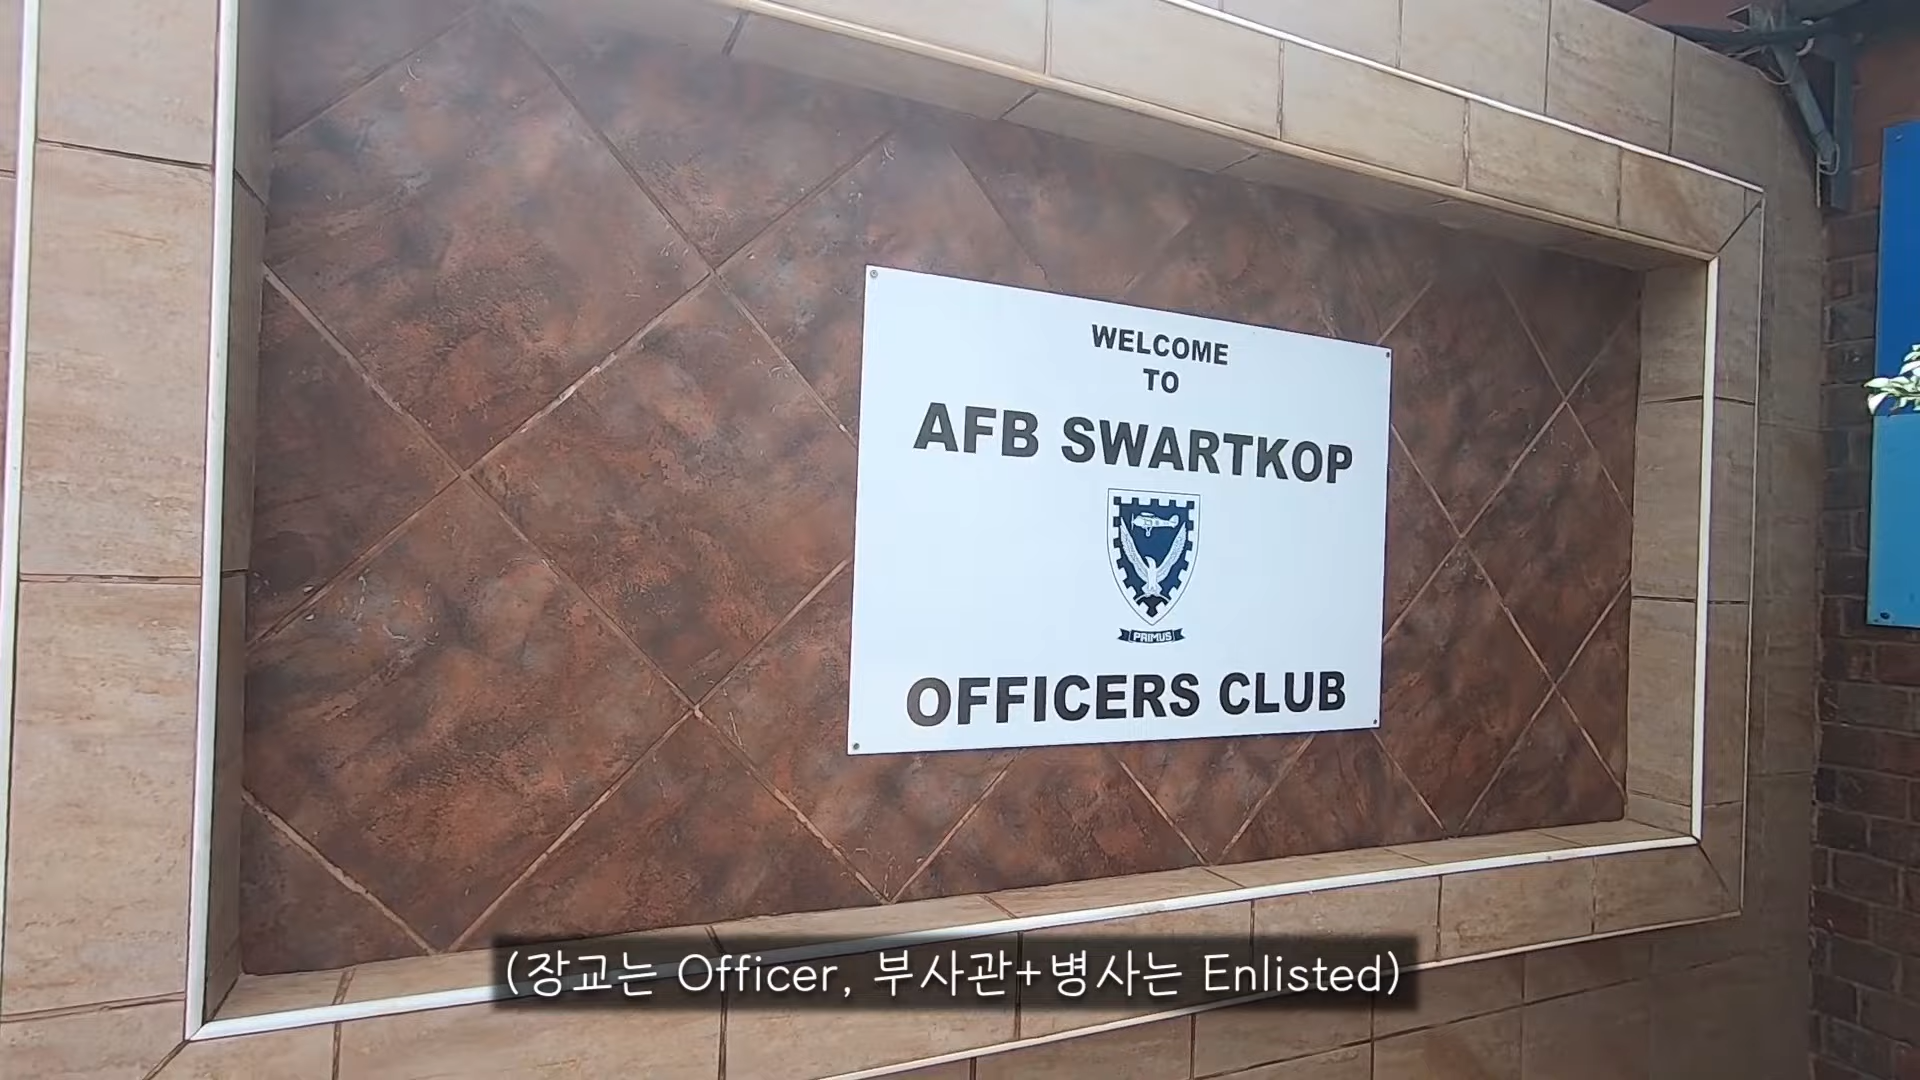 WELCOME
TO
AFB SWARTKOP
PRIMUS
OFFICERS CLUB
(장교는 Officer, 부사관+병사는 Enlisted)